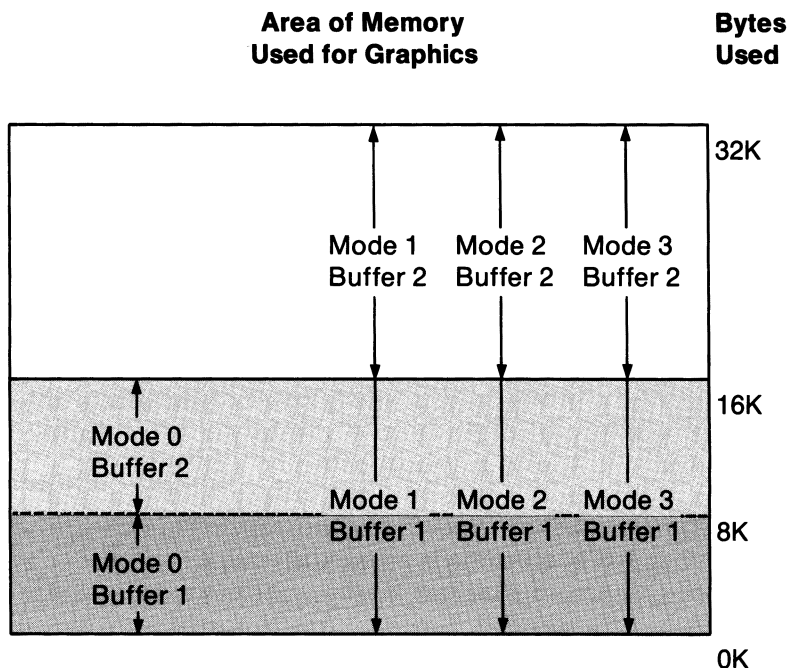 Area of Memory
Used for Graphics
Bytes
Used
32K
Mode 1
Buffer 2
Mode 2
Buffer 2
Mode 3
Buffer 2
16K
Mode 0
Buffer 2
Mode 1
Buffer 1
Mode 2
Buffer 1
Mode 3
Buffer 1
8K
Mode 0
Buffer 1
0K